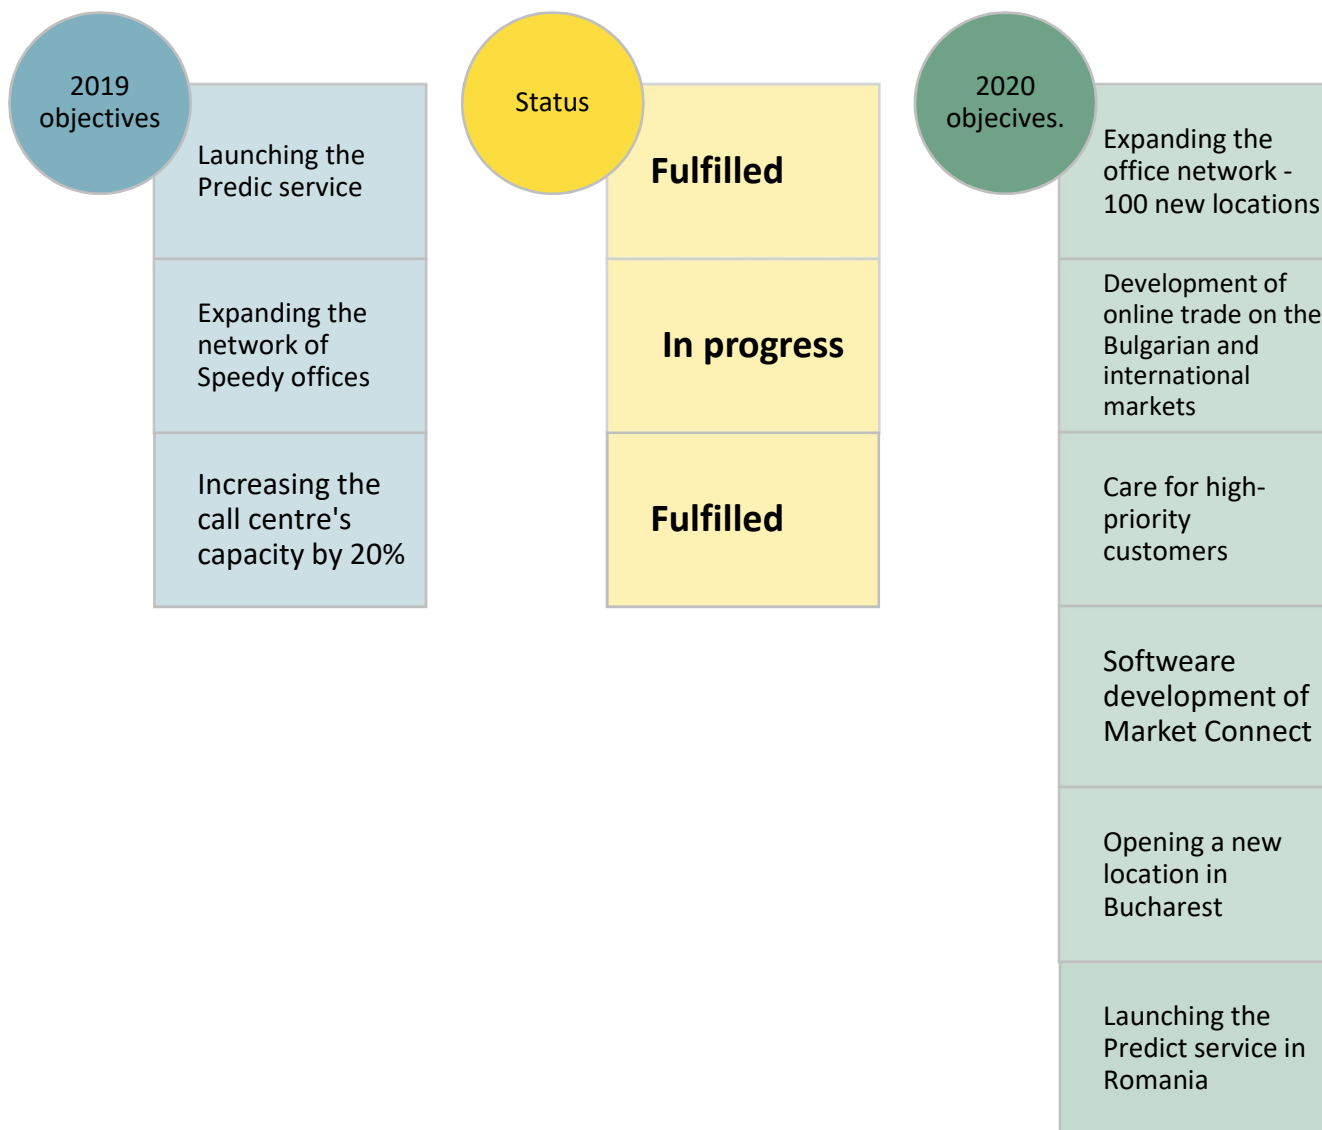 2019
objectives
Launching the
Predic service
Expanding the
network of
Speedy offices
Increasing the
call centre's
capacity by 20%
Status
Fulfilled
In progress
Fulfilled
2020
objecives.
Expanding the
office network -
100 new locations
Development of
online trade on the
Bulgarian and
international
markets
Care for high-
priority
customers
Softweare
development of
Market Connect
Opening a new
location in
Bucharest
Launching the
Predict service in
Romania